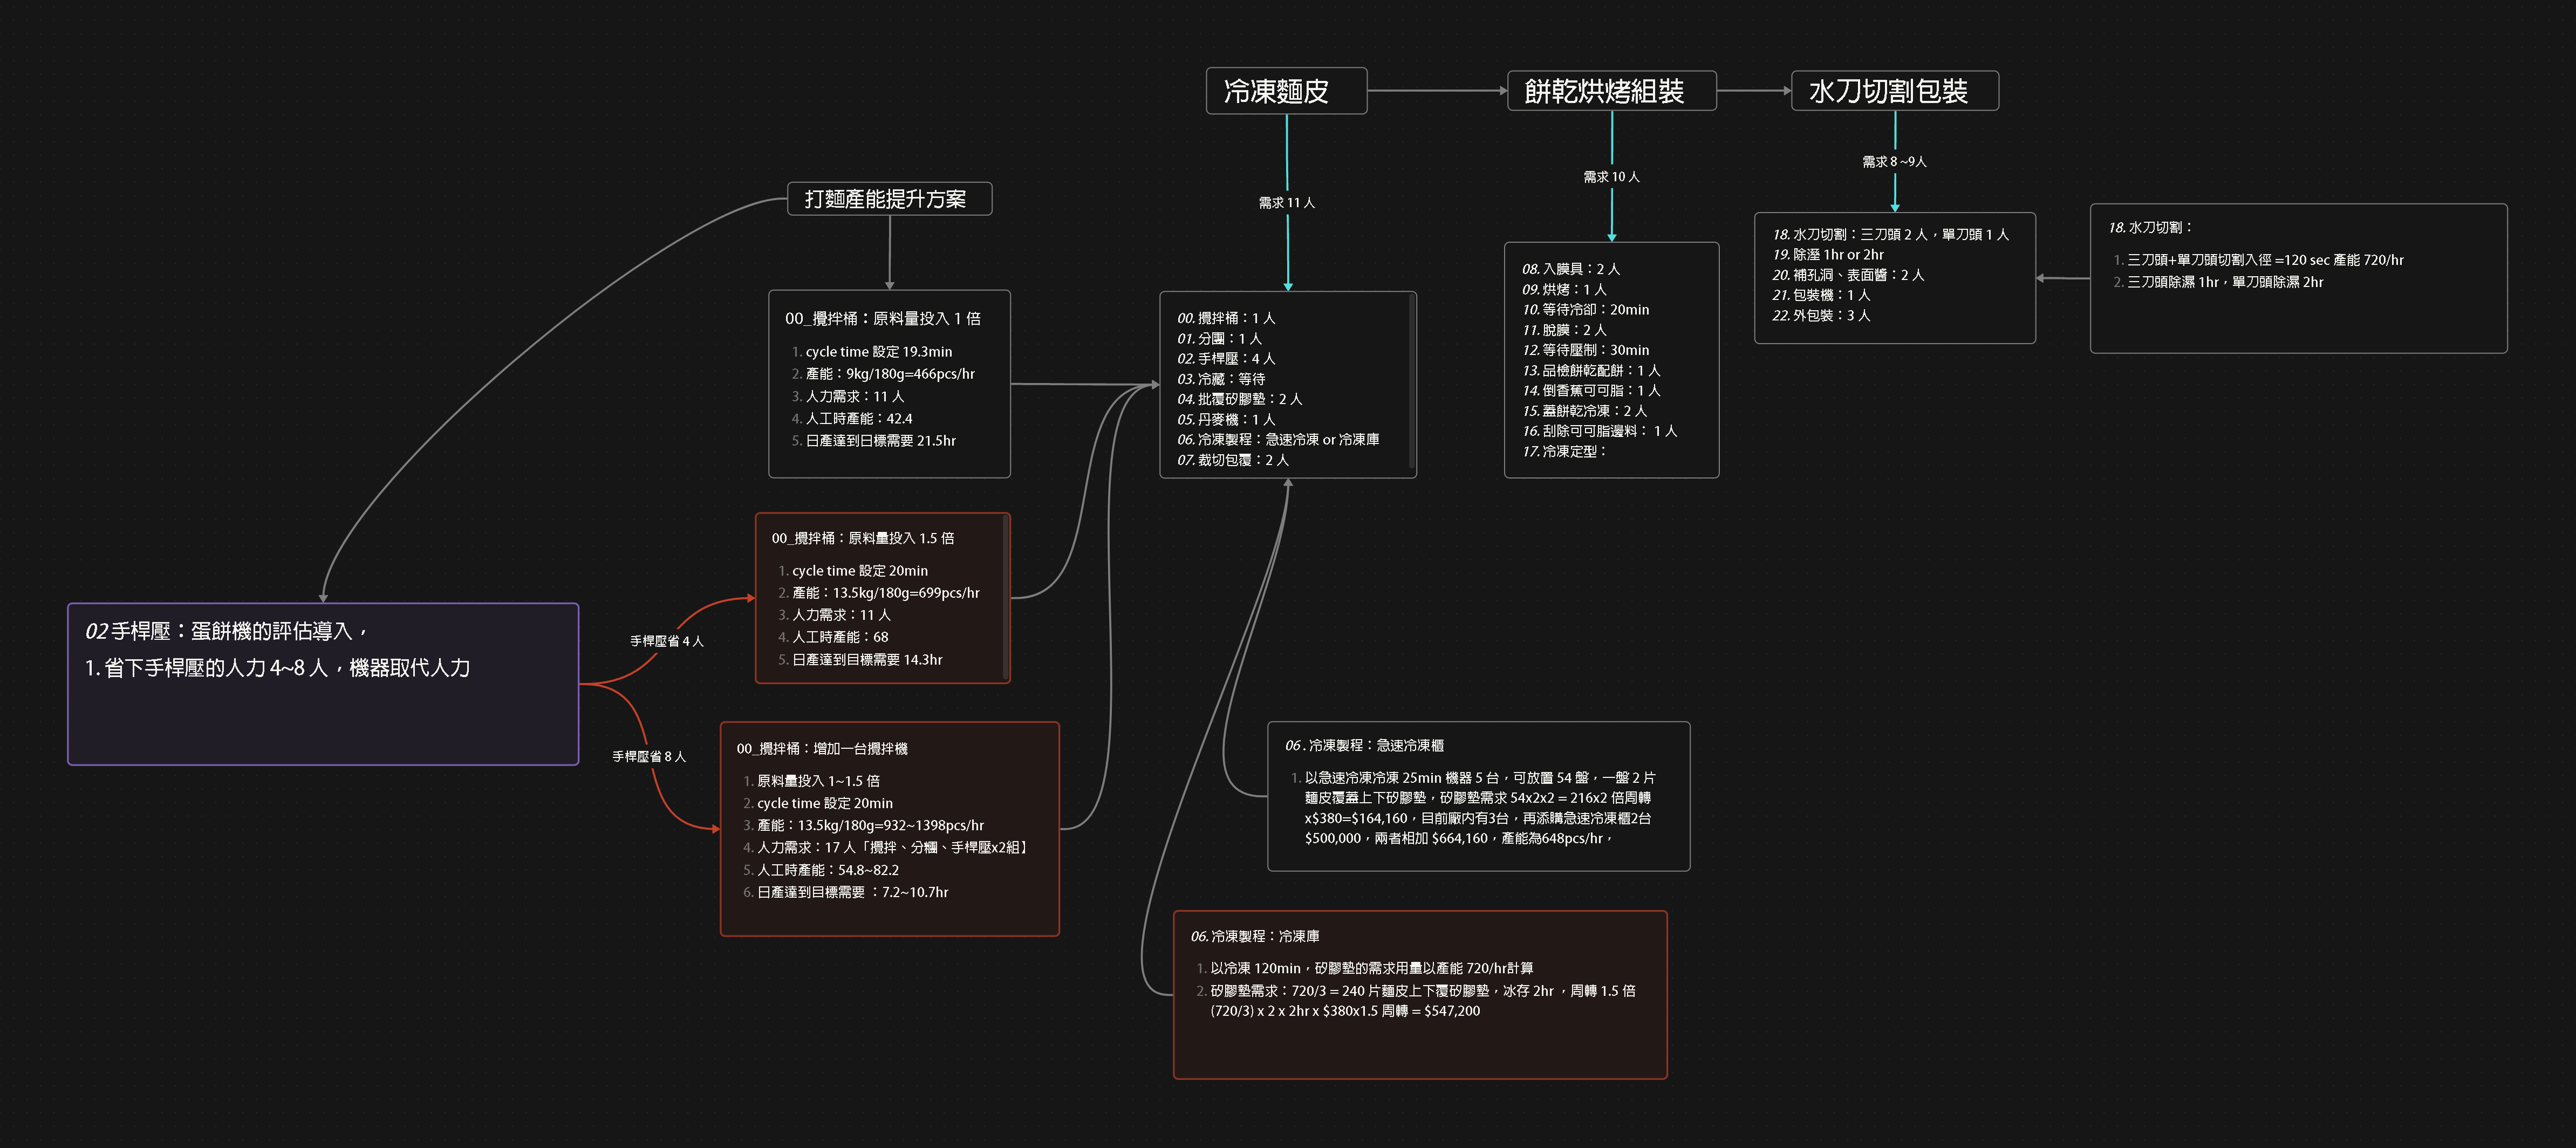 冷凍麵皮
餅乾烘烤組裝
水刀切割包裝
需求 11 人
需求 10 人
需求 8 ~9人
打麵產能提升方案
00_攪拌桶：原料量投入 1 倍
1. cycle time 設定 19.3min
2. 產能：9kg/180g=466pcs/hr
3. 人力需求：11 人
4. 人工時產能：42.4
5. 日產達到目標需要 21.5hr
00. 攪拌桶：1 人
01. 分團：1 人
02. 手桿壓：4 人
03. 冷藏：等待
04. 批覆矽膠墊：2 人
05. 丹麥機：1 人
06. 冷凍製程：急速冷凍 or 冷凍庫
07. 裁切包覆：2 人
08. 入膜具：2 人
09. 烘烤：1 人
10. 等待冷卻：20min
11. 脫膜：2 人
12. 等待壓制：30min
13. 品檢餅乾配餅：1 人
14. 倒香蕉可可脂：1 人
15. 蓋餅乾冷凍：2 人
16. 刮除可可脂邊料： 1 人
17. 冷凍定型：
18. 水刀切割：三刀頭 2 人，單刀頭 1 人
19. 除溼 1hr or 2hr
20. 補孔洞、表面醬：2 人
21. 包裝機：1 人
22. 外包裝：3 人
18. 水刀切割：
1. 三刀頭+單刀頭切割入徑 =120 sec 產能 720/hr
2. 三刀頭除濕 1hr，單刀頭除濕 2hr
02 手桿壓：蛋餅機的評估導入，
1. 省下手桿壓的人力 4~8 人，機器取代人力
手桿壓省 4 人
手桿壓省 8 人
00_攪拌桶：原料量投入 1.5 倍
1. cycle time 設定 20min
2. 產能：13.5kg/180g=699pcs/hr
3. 人力需求：11 人
4. 人工時產能：68
5. 日產達到目標需要 14.3hr
00_攪拌桶：增加一台攪拌機
1. 原料量投入 1~1.5 倍
2. cycle time 設定 20min
3. 產能：13.5kg/180g=932~1398pcs/hr
4. 人力需求：17 人「攪拌、分糰、手桿壓x2組】
5. 人工時產能：54.8~82.2
6. 日產達到目標需要 ：7.2~10.7hr
06 . 冷凍製程：急速冷凍櫃
1. 以急速冷凍冷凍 25min 機器 5 台，可放置 54 盤，一盤 2 片
麵皮覆蓋上下矽膠墊，矽膠墊需求 54x2x2 = 216x2 倍周轉
x$380=$164,160，目前廠內有3台，再添購急速冷凍櫃2台
$500,000，兩者相加 $664,160，產能為648pcs/hr，
06. 冷凍製程：冷凍庫
1. 以冷凍 120min，矽膠墊的需求用量以產能 720/hr計算
2. 矽膠墊需求：720/3 = 240 片麵皮上下覆矽膠墊，冰存 2hr ，周轉 1.5 倍
(720/3) x 2 x 2hr x $380x1.5 周轉 = $547,200